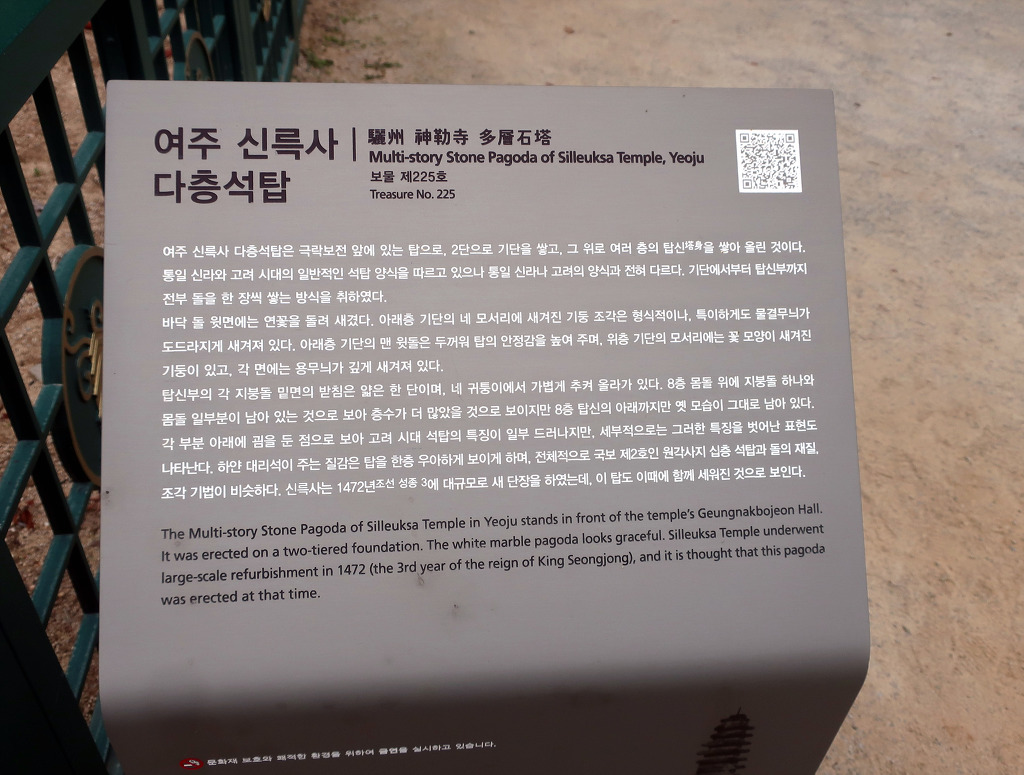 여주 신륵사
다층석탑
驪州 神勒寺 多層石塔
Multi-story Stone Pagoda of Silleuksa Temple, Yeoju
보물 제225호
Treasure No. 225
여주 신륵사 다층석탑은 극락보전 앞에 있는 탑으로, 2단으로 기단을 쌓고, 그 위로 여러 층의 탑신塔身을 쌓아 올린 것이다.
통일 신라와 고려 시대의 일반적인 석탑 양식을 따르고 있으나 통일 신라나 고려의 양식과 전혀 다르다. 기단에서부터 탑신부까지
전부 돌을 한 장씩 쌓는 방식을 취하였다.
바닥 돌 윗면에는 연꽃을 돌려 새겼다. 아래층 기단의 네 모서리에 새겨진 기둥 조각은 형식적이나, 특이하게도 물결무늬가
도드라지게 새겨져 있다. 아래층 기단의 맨 윗돌은 두꺼워 탑의 안정감을 높여 주며, 위층 기단의 모서리에는 꽃 모양이 새겨진
기둥이 있고, 각 면에는 용무늬가 깊게 새겨져 있다.
탑신부의 각 지붕돌 밑면의 받침은 얇은 한 단이며, 네 귀퉁이에서 가볍게 추켜 올라가 있다. 8층 몸돌 위에 지붕돌 하나와
몸돌 일부분이 남아 있는 것으로 보아 층수가 더 많았을 것으로 보이지만 8층 탑신의 아래까지만 옛 모습이 그대로 남아 있다.
각 부분 아래에 굄을 둔 점으로 보아 고려 시대 석탑의 특징이 일부 드러나지만, 세부적으로는 그러한 특징을 벗어난 표현도
나타난다. 하얀 대리석이 주는 질감은 탑을 한층 우아하게 보이게 하며, 전체적으로 국보 제2호인 원각사지 십층 석탑과 돌의 재질,
조각 기법이 비슷하다. 신륵사는 1472년조선 성종 3에 대규모로 새 단장을 하였는데, 이 탑도 이때에 함께 세워진 것으로 보인다.
The Multi-story Stone Pagoda of Silleuksa Temple in Yeoju stands in front of the temple's Geungnakbojeon Hall.
It was erected on a two-tiered foundation. The white marble pagoda looks graceful. Silleuksa Temple underwent
large-scale refurbishment in 1472 (the 3rd year of the reign of King Seongjong), and it is thought that this pagoda
was erected at that time.
문화재 보호와 쾌적한 환경을 위하여 금연을 실시하고 있습니다.